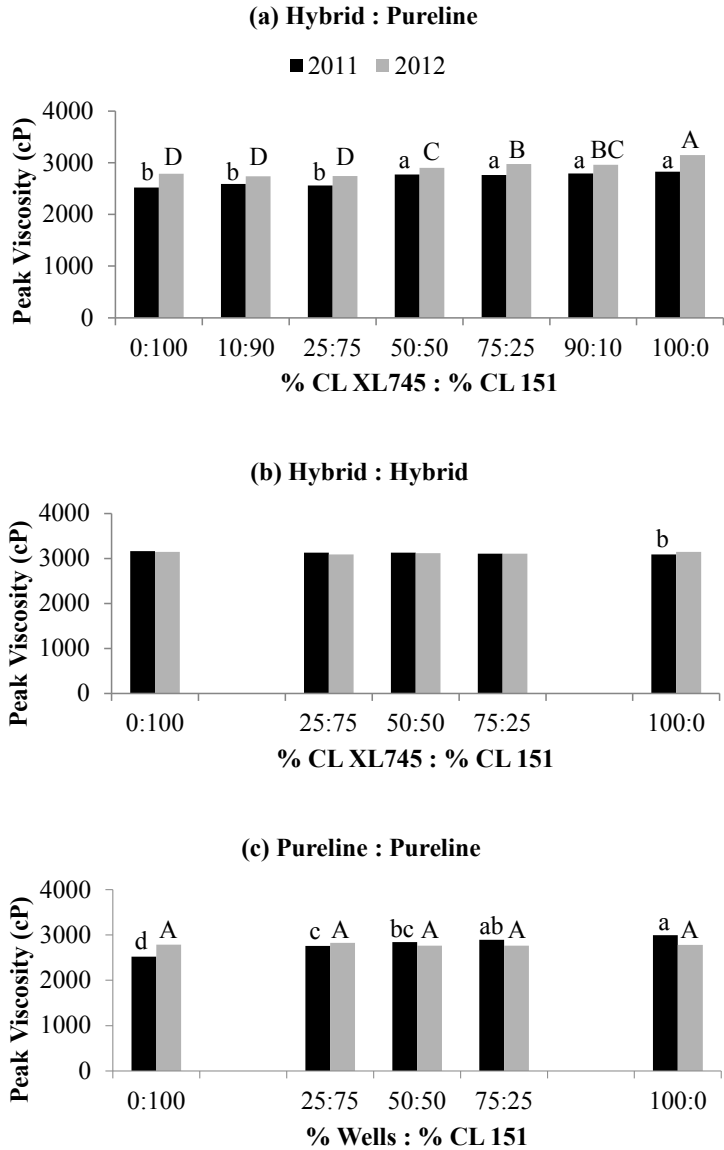 (a) Hybrid : Pureline
2011 2012
Peak Viscosity (cP)
4000
3000
2000
1000
0
b D b D b D a C a B a BC a A
0:100 10:90 25:75 50:50 75:25 90:10 100:0
% CL XL745 : % CL 151
(b) Hybrid : Hybrid
Peak Viscosity (cP)
4000
3000
2000
1000
0
b
0:100 25:75 50:50 75:25 100:0
% CL XL745 : % CL 151
(c) Pureline : Pureline
Peak Viscosity (cP)
4000
3000
2000
1000
0
d A c A bc A ab A a A
0:100 25:75 50:50 75:25 100:0
% Wells : % CL 151